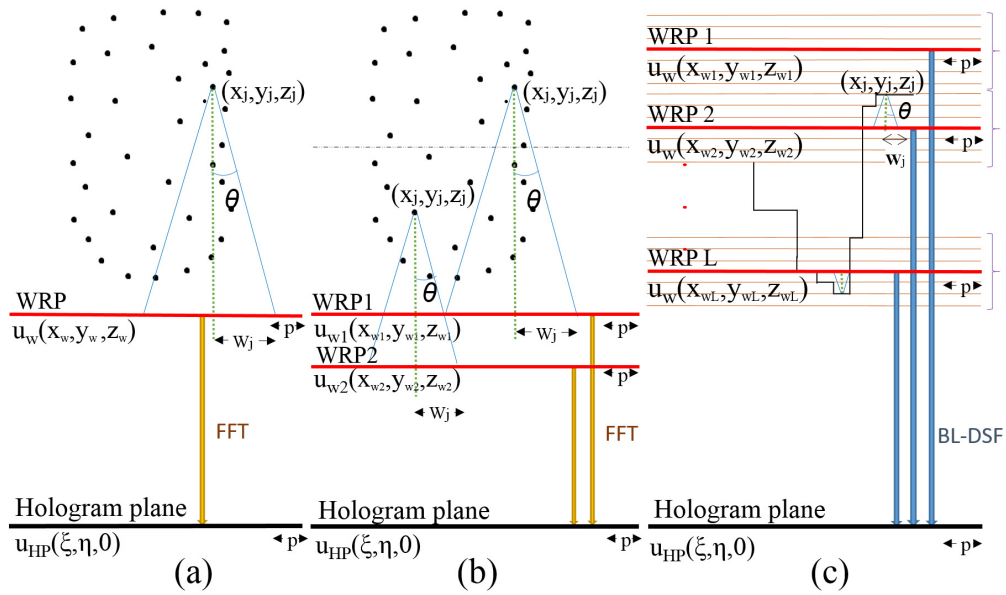 (xj,yj,zj)
θ
WRP
uw(xw,yw,zw)
p
Wj
FFT
Hologram plane
uHP(ξ,η,0)
p
(a)
(xj,yj,zj)
θ
(xj,yj,zj)
θ
WRP1
uw1(xw1,yw1,zw1)
p
Wj
WRP2
p
uw2(xw2,yw2,zw2)
Wj
FFT
Hologram plane
uHP(ξ,η,0)
p
(b)
WRP 1
p
uw(xw1,yw1,zw1)
(xj,yj,zj)
θ
WRP 2
p
uw(xw2,yw2,zw2)
wj
WRP L
p
uw(xwL,ywL,zwL)
BL-DSF
Hologram plane
uHP(ξ,η,0)
p
(c)